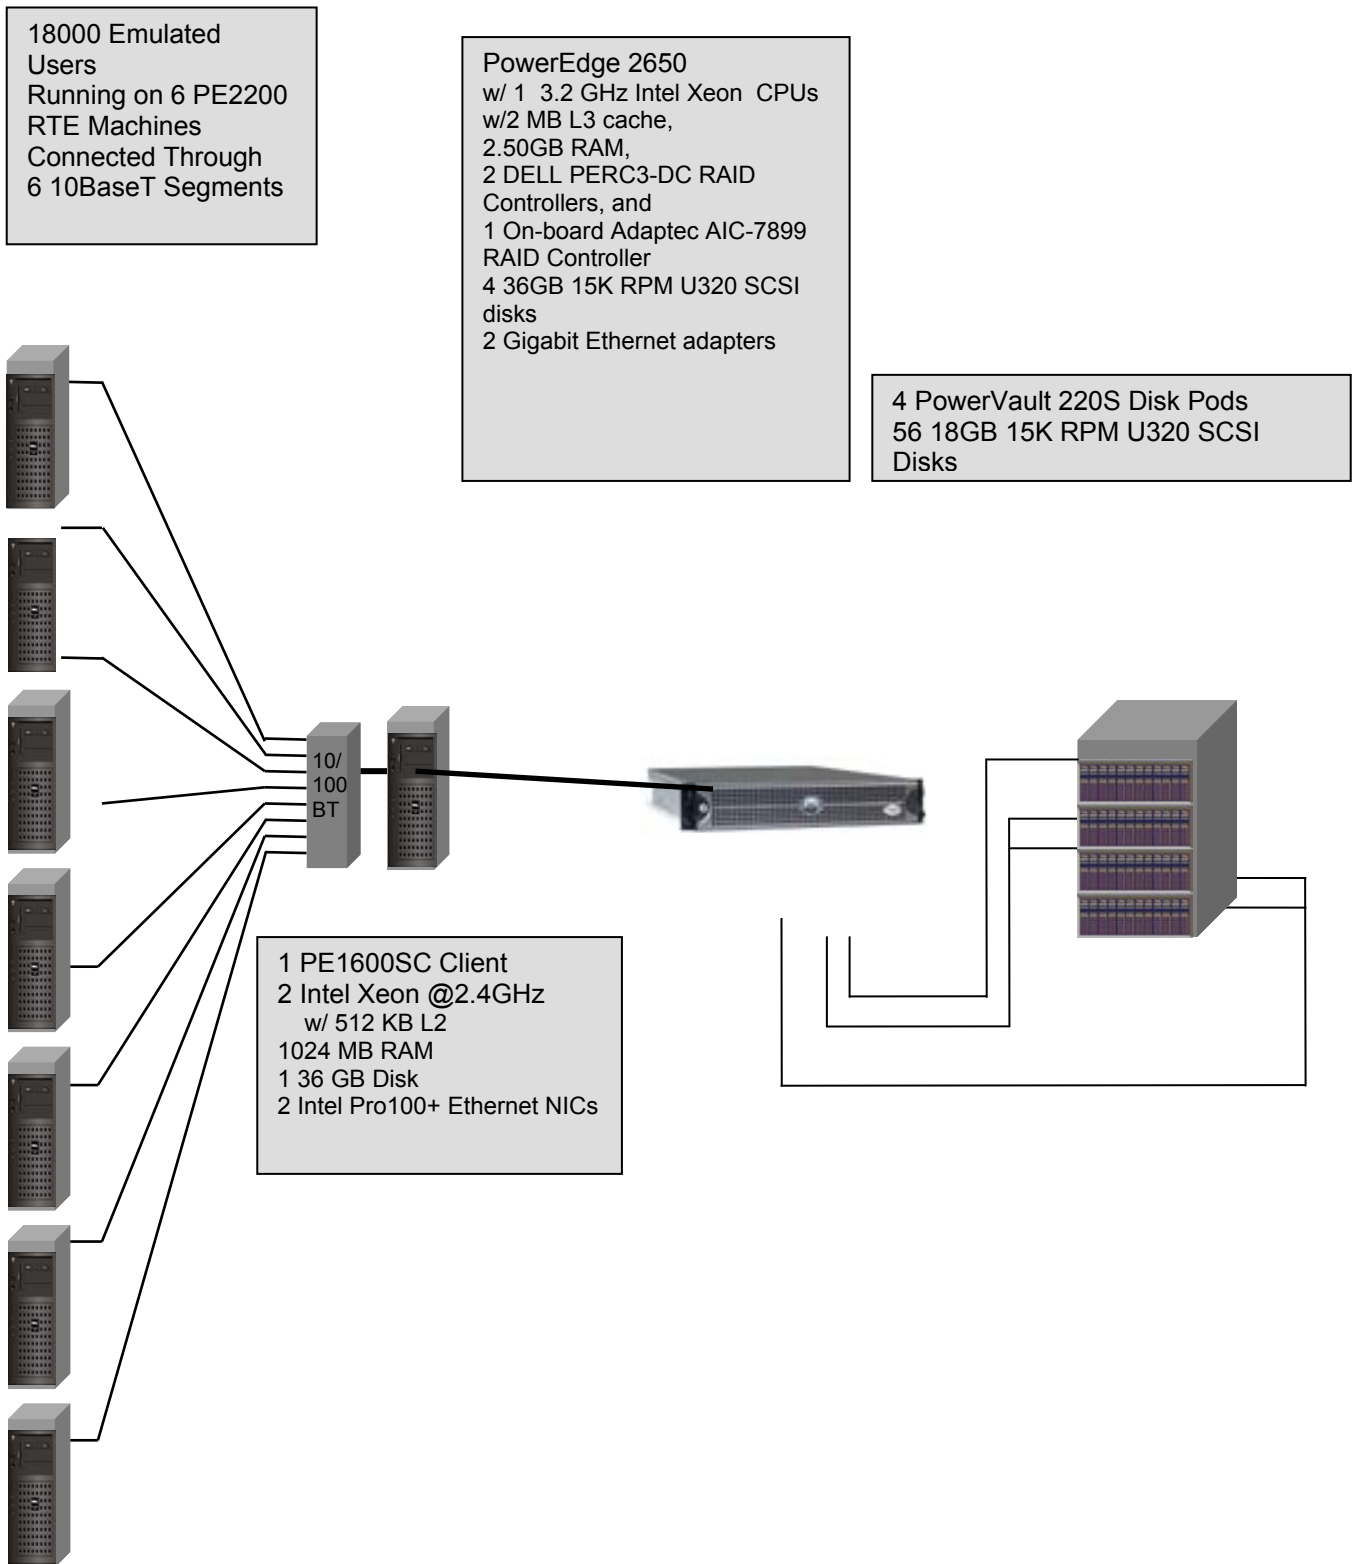 18000 Emulated
Users
Running on 6 PE2200
RTE Machines
Connected Through
6 10BaseT Segments
PowerEdge 2650
w/ 1 3.2 GHz Intel Xeon CPUs
w/2 MB L3 cache,
2.50GB RAM,
2 DELL PERC3-DC RAID
Controllers, and
1 On-board Adaptec AIC-7899
RAID Controller
4 36GB 15K RPM U320 SCSI
disks
2 Gigabit Ethernet adapters
4 PowerVault 220S Disk Pods
56 18GB 15K RPM U320 SCSI
Disks
10/
100
BT
1 PE1600SC Client
2 Intel Xeon @2.4GHz
w/ 512 KB L2
1024 MB RAM
1 36 GB Disk
2 Intel Pro100+ Ethernet NICs